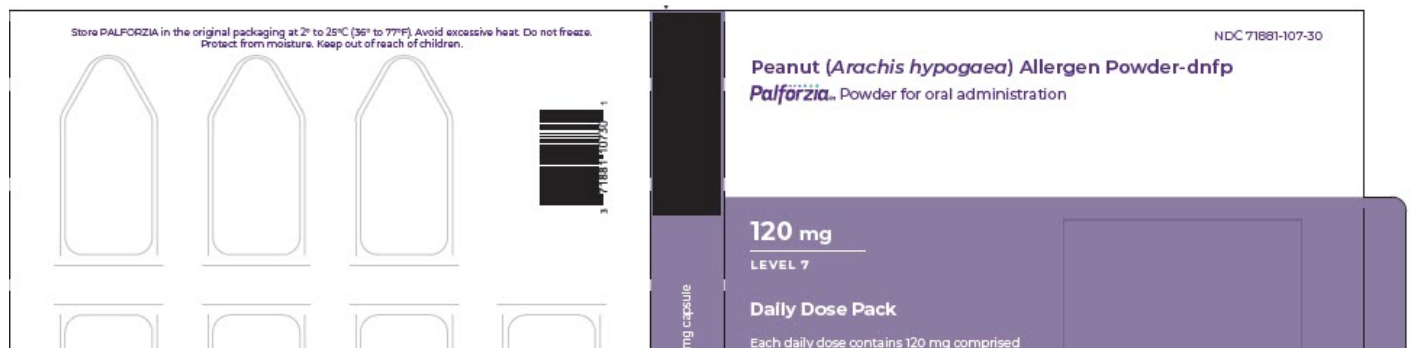 Store PALFORZIA in the original packaging at 2° to 25°C (36° to 77°F). Avoid excessive heat. Do not freeze.
Protect from moisture. Keep out of reach of children.
3 71881-10730 1
mg capsule
NDC 71881-107-30
Peanut (Arachis hypogaea) Allergen Powder-dnfp
Palforzia Powder for oral administration
120 mg
LEVEL 7
Daily Dose Pack
Each daily dose contains 120 mg comprised